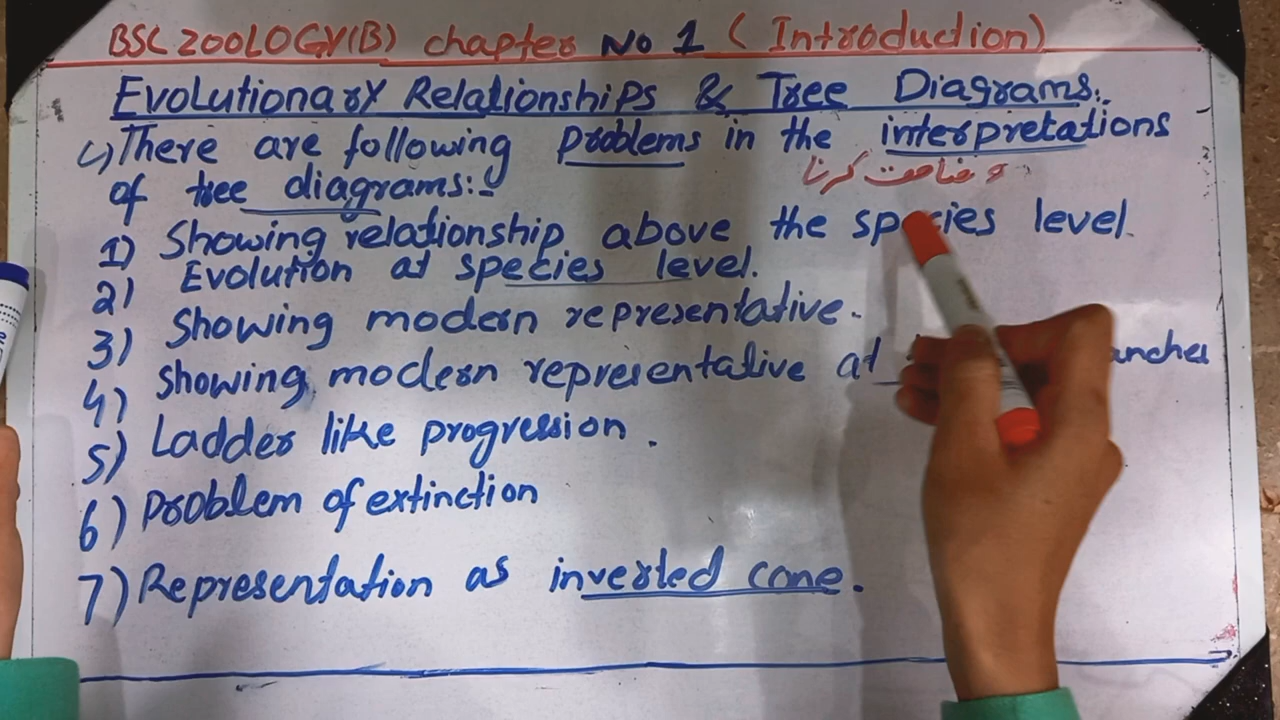 BSC ZOOLOGY(B) chapter No 1 (Introduction)
Evolutionary Relationships & Tree Diagrams:.
There are following problems in the interpretations
وضاحت کرنا
of tree diagrams:-
1) Showing relationship above the species level.
2) Evolution at species level.
3) Showing modern representative.
4) Showing modern representative at
5) Ladder like progression.
6) Problem of extinction
7) Representation as inverted cone.